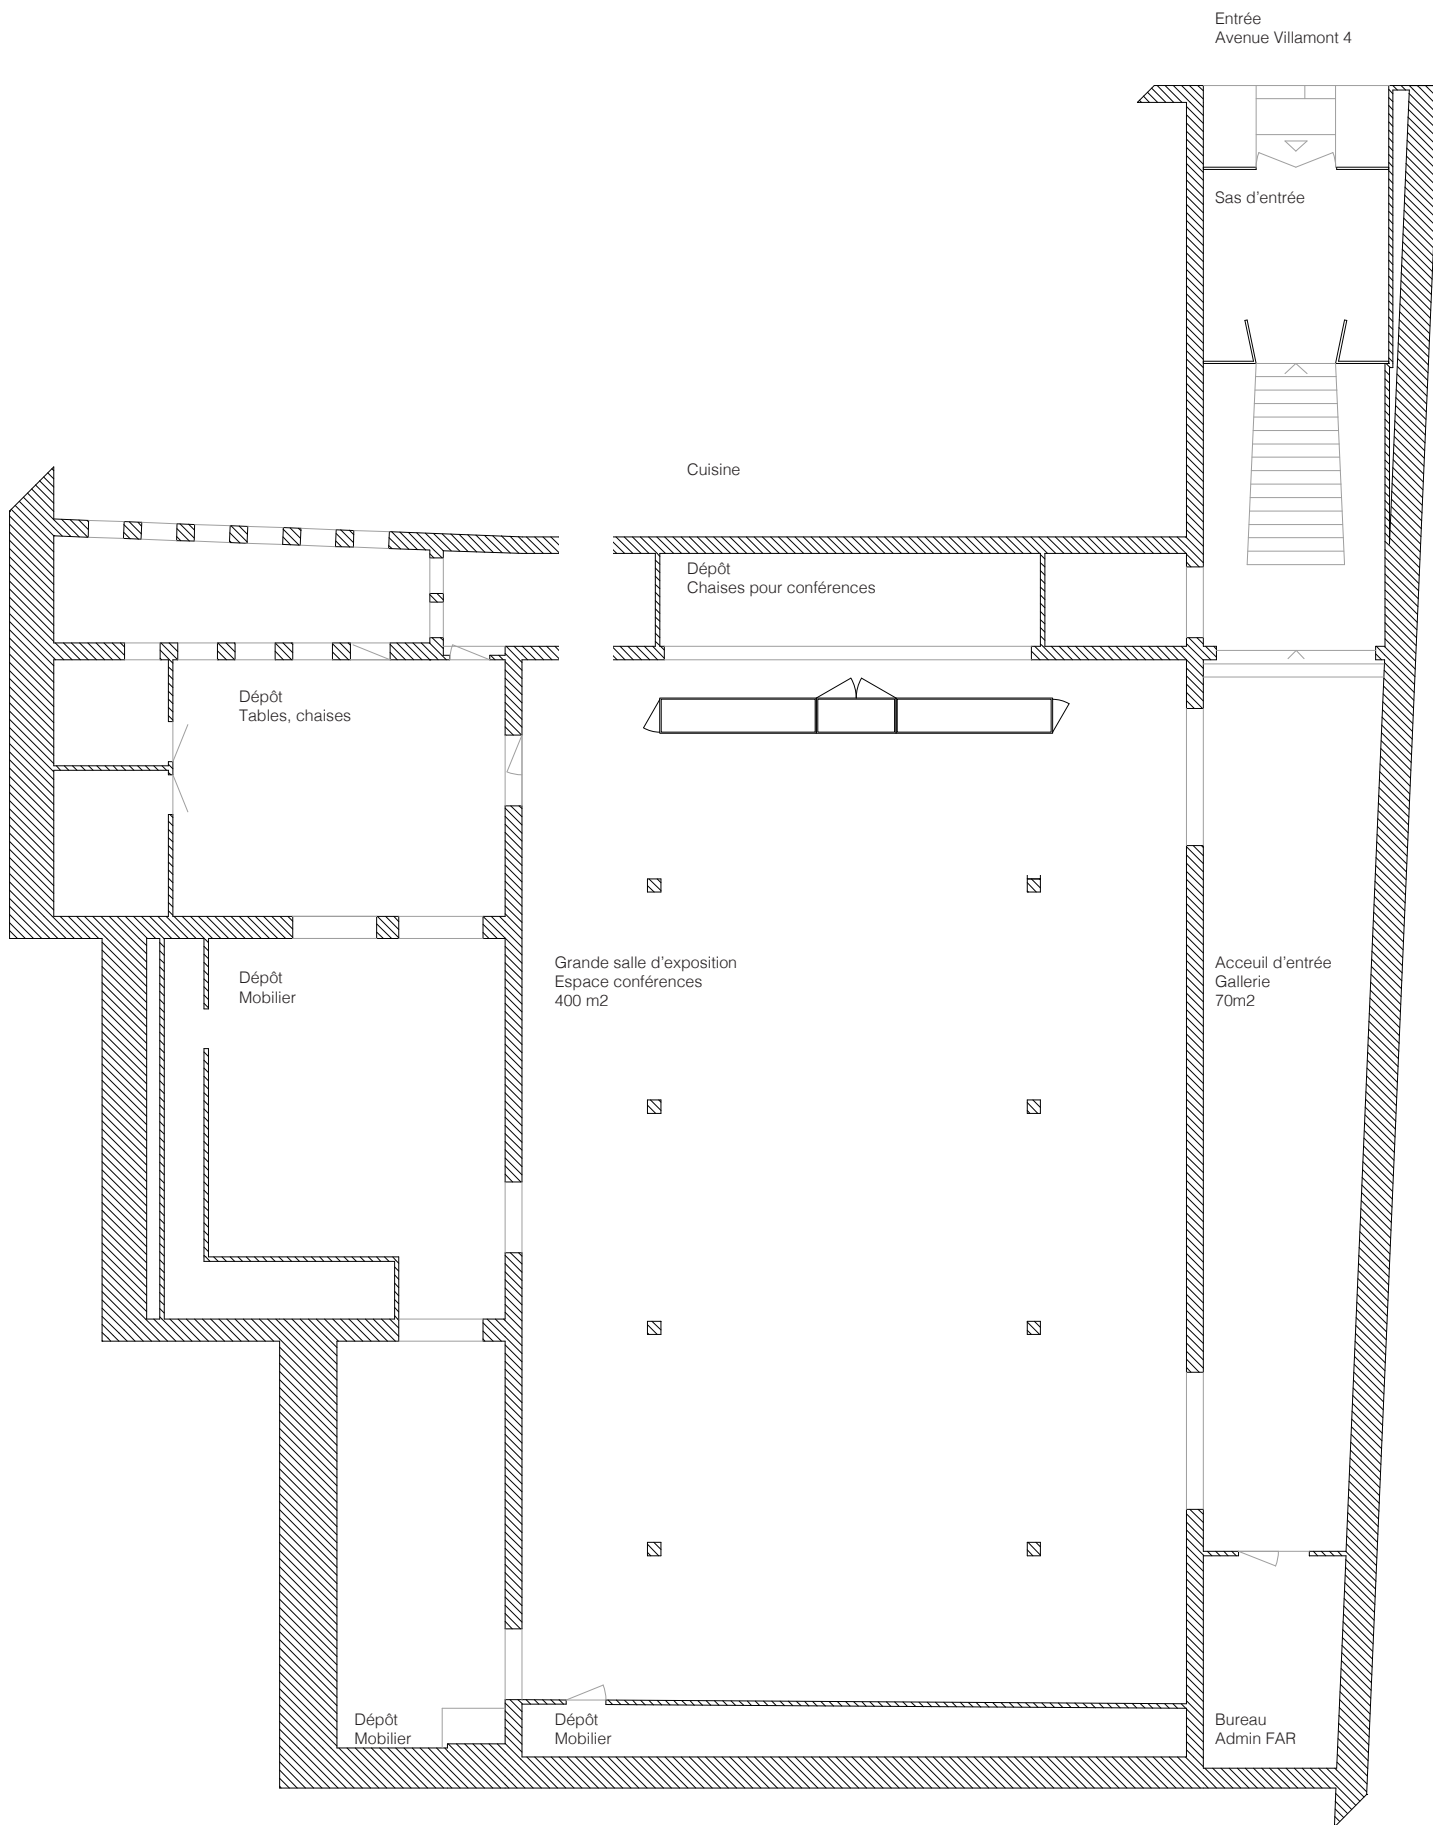 Entrée
Avenue Villamont 4
Sas d'entrée
Cuisine
Dépôt
Chaises pour conférences
Dépôt
Tables, chaises
Dépôt
Mobilier
Grande salle d'exposition
Espace conférences
400 m2
Acceuil d'entrée
Gallerie
70m2
Dépôt
Mobilier
Dépôt
Mobilier
Bureau
Admin FAR